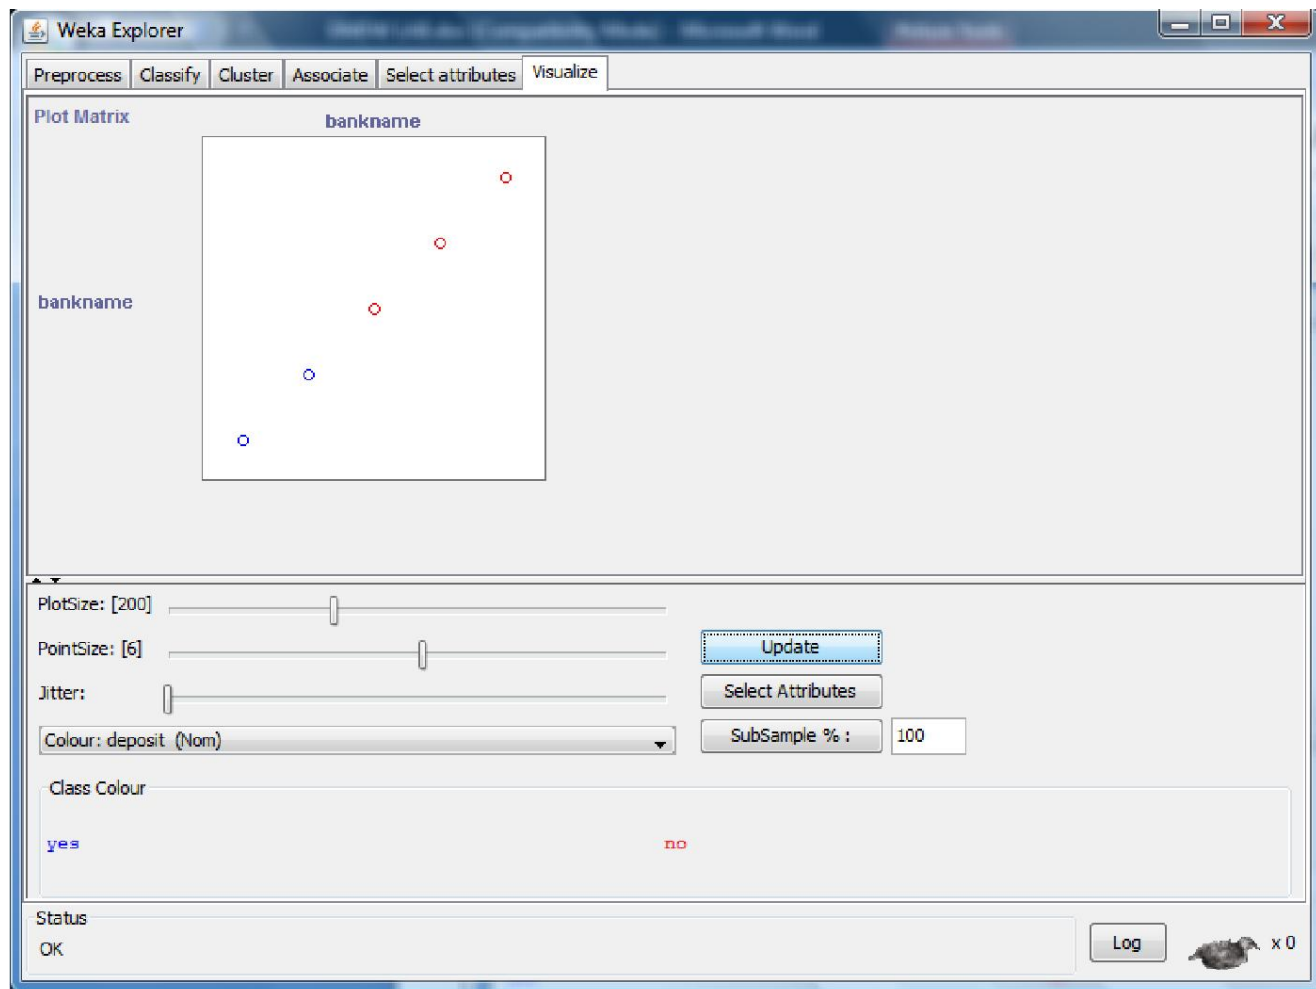 Weka Explorer
Preprocess Classify Cluster Associate Select attributes Visualize
Plot Matrix
bankname
bankname
PlotSize: [200]
PointSize: [6]
Update
Jitter:
Select Attributes
Colour: deposit (Nom)
SubSample % :
100
Class Colour
yes
no
Status
OK
Log
x 0